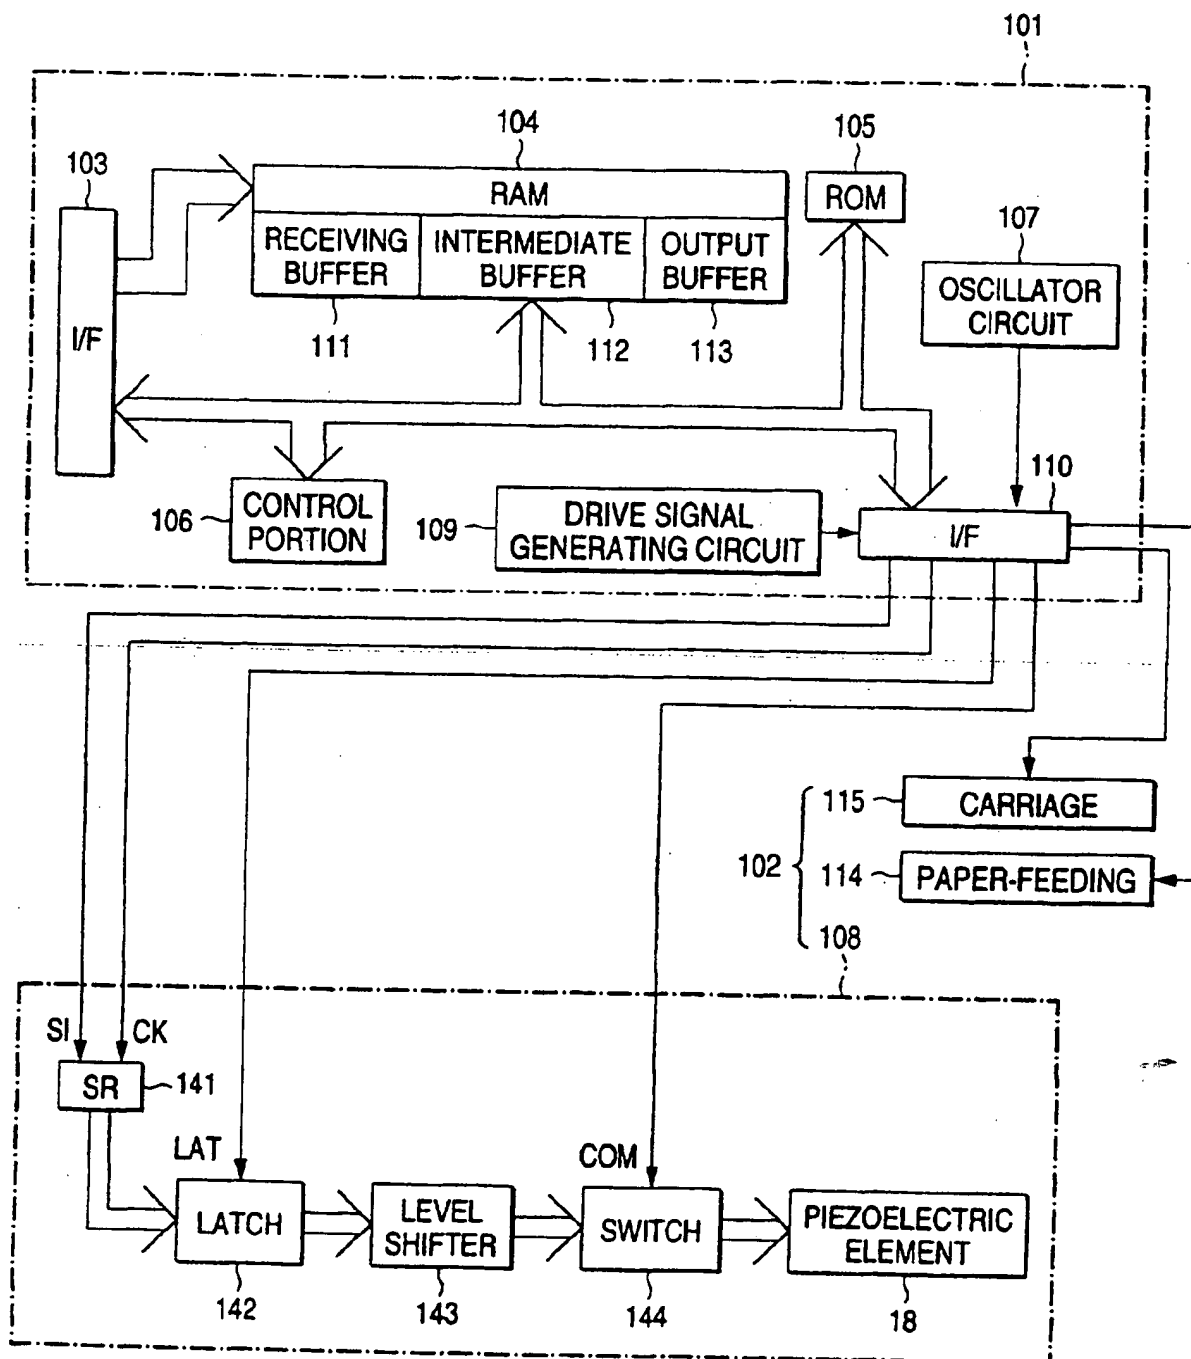 101
104
105
103
RAM
ROM
107
RECEIVING
BUFFER
INTERMEDIATE
BUFFER
OUTPUT
BUFFER
OSCILLATOR
CIRCUIT
I/F
111
112
113
110
106
CONTROL
PORTION
109
DRIVE SIGNAL
GENERATING CIRCUIT
I/F
115
CARRIAGE
102
114
PAPER-FEEDING
108
SI
CK
SR
141
LAT
COM
LATCH
LEVEL
SHIFTER
SWITCH
PIEZOELECTRIC
ELEMENT
142
143
144
18